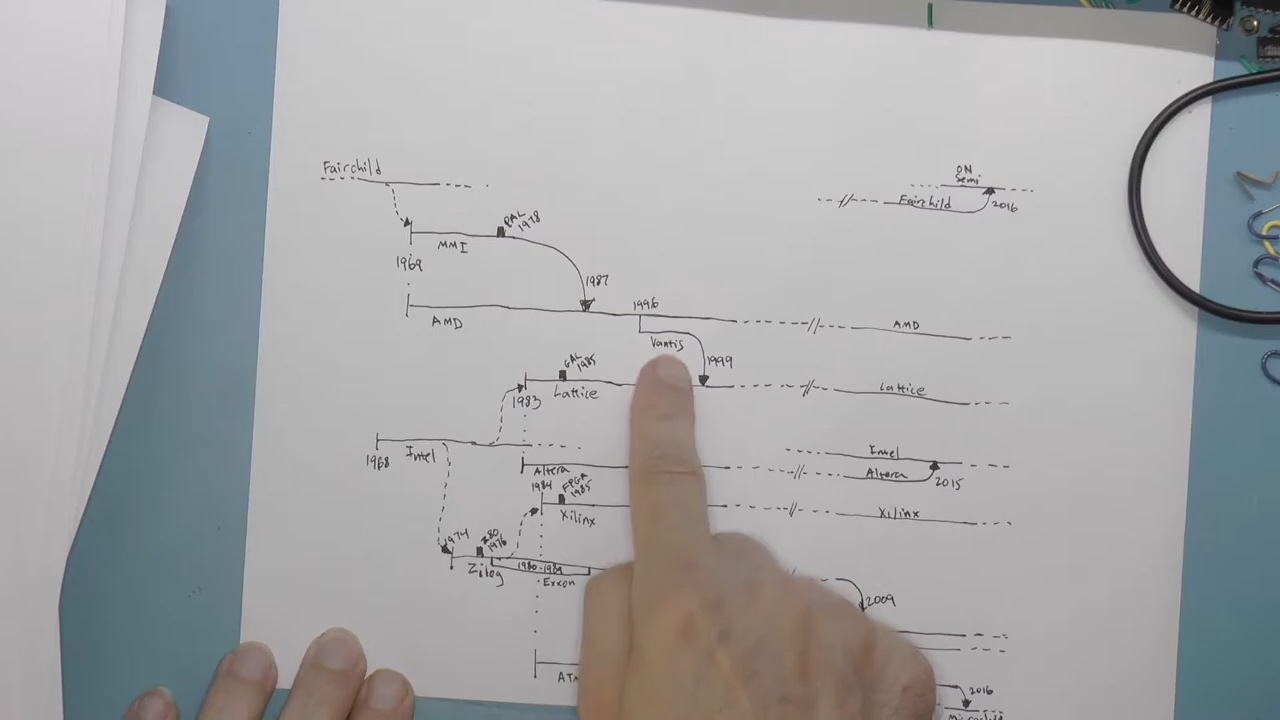 Fairchild
ON
Semi
Fairchild
2016
PAL
1978
MMI
1969
1987
1996
AMD
AMD
Vantis
1999
GAL
1985
1983
Lattice
Lattice
1968
Intel
Intel
Altera
Altera
2015
1984
FPGA
1985
Xilinx
Xilinx
1974
Z80
1976
Zilog
1980-1989
Exxon
2009
2016